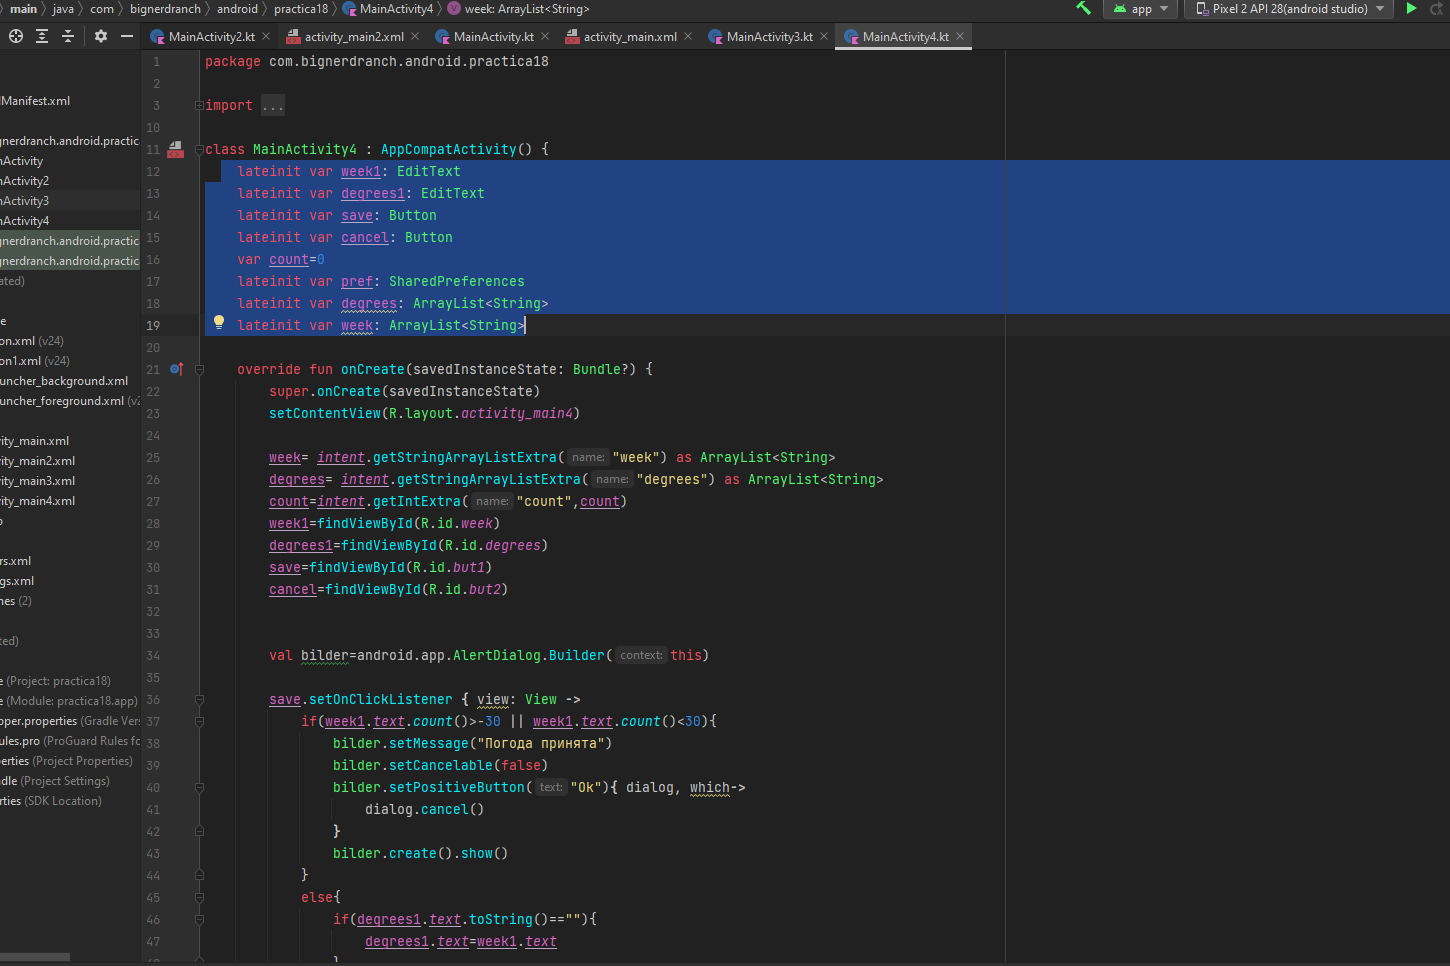 main java com bignerdranch android practica18 MainActivity4 week: ArrayList<String>
app Pixel 2 API 28(android studio)
MainActivity2.kt activity_main2.xml MainActivity.kt activity_main.xml MainActivity3.kt MainActivity4.kt
1 package com.bignerdranch.android.practica18
2
lManifest.xml 3 import ...
10
gnerdranch.android.practic 11 class MainActivity4 : AppCompatActivity() {
nActivity 12 lateinit var week1: EditText
nActivity2 13 lateinit var degrees1: EditText
nActivity3 14 lateinit var save: Button
nActivity4 15 lateinit var cancel: Button
gnerdranch.android.practic 16 var count=0
gnerdranch.android.practic 17 lateinit var pref: SharedPreferences
ated) 18 lateinit var degrees: ArrayList<String>
e 19 lateinit var week: ArrayList<String>
on.xml (v24) 20
on1.xml (v24) 21 override fun onCreate(savedInstanceState: Bundle?) {
uncher_background.xml 22 super.onCreate(savedInstanceState)
uncher_foreground.xml (v2 23 setContentView(R.layout.activity_main4)
vity_main.xml 24
vity_main2.xml 25 week= intent.getStringArrayListExtra( name: "week") as ArrayList<String>
vity_main3.xml 26 degrees= intent.getStringArrayListExtra( name: "degrees") as ArrayList<String>
vity_main4.xml 27 count=intent.getIntExtra( name: "count",count)
28 week1=findViewById(R.id.week)
29 degrees1=findViewById(R.id.degrees)
rs.xml 30 save=findViewById(R.id.but1)
gs.xml 31 cancel=findViewById(R.id.but2)
nes (2) 32
ted) 33
34 val bilder=android.app.AlertDialog.Builder( context: this)
e (Project: practica18) 35
e (Module: practica18.app) 36 save.setOnClickListener { view: View ->
pper.properties (Gradle Vers 37 if(week1.text.count()>-30 || week1.text.count()<30){
ules.pro (ProGuard Rules fo 38 bilder.setMessage("Погода принята")
perties (Project Properties) 39 bilder.setCancelable(false)
dle (Project Settings) 40 bilder.setPositiveButton( text: "Ok"){ dialog, which->
rties (SDK Location) 41 dialog.cancel()
42 }
43 bilder.create().show()
44 }
45 else{
46 if(degrees1.text.toString()==""){
47 degrees1.text=week1.text